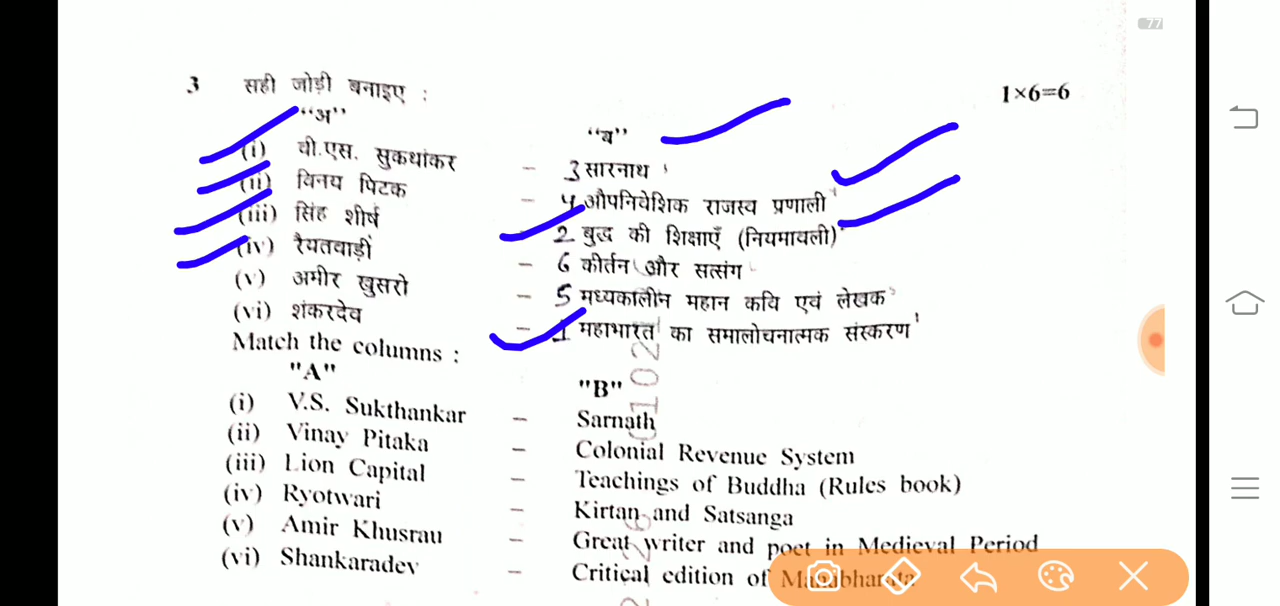 77
3 सही जोड़ी बनाइए : 1×6=6
"अ" "ब"
(i) वी.एस. सुकथांकर – 3 सारनाथ
(ii) विनय पिटक – 4 औपनिवेशिक राजस्व प्रणाली
(iii) सिंह शीर्ष 2 बुद्ध की शिक्षाएँ (नियमावली)
(iv) रैयतवाड़ी – 6 कीर्तन और सत्संग
(v) अमीर खुसरो – 5 मध्यकालीन महान कवि एवं लेखक
(vi) शंकरदेव – 1 महाभारत का समालोचनात्मक संस्करण
Match the columns :
"A" "B"
(i) V.S. Sukthankar – Sarnath
(ii) Vinay Pitaka – Colonial Revenue System
(iii) Lion Capital – Teachings of Buddha (Rules book)
(iv) Ryotwari – Kirtan and Satsanga
(v) Amir Khusrau – Great writer and poet in Medieval Period
(vi) Shankaradev – Critical edition of